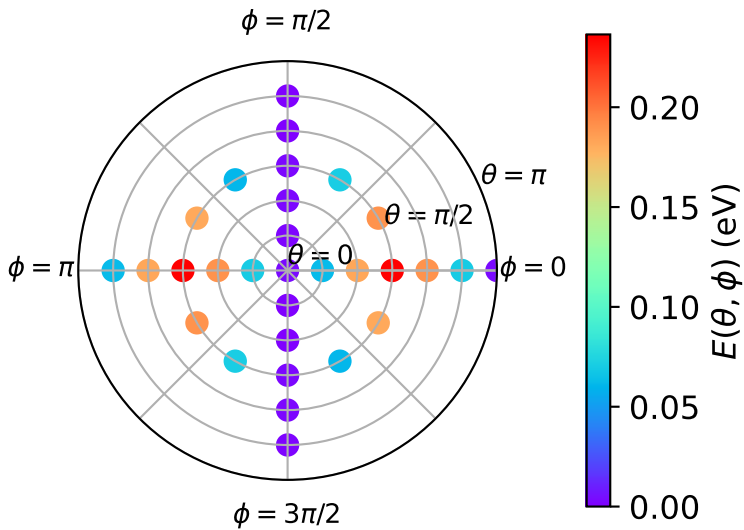 ϕ = π/2
θ = π
θ = π/2
θ = 0
ϕ = π
ϕ = 0
ϕ = 3π/2
0.20
0.15
0.10
0.05
0.00
E(θ, ϕ) (eV)